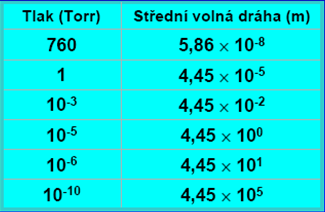 Tlak (Torr) Střední volná dráha (m)
760 5,86 × 10⁻⁸
1 4,45 × 10⁻⁵
10⁻³ 4,45 × 10⁻²
10⁻⁵ 4,45 × 10⁰
10⁻⁶ 4,45 × 10¹
10⁻¹⁰ 4,45 × 10⁵